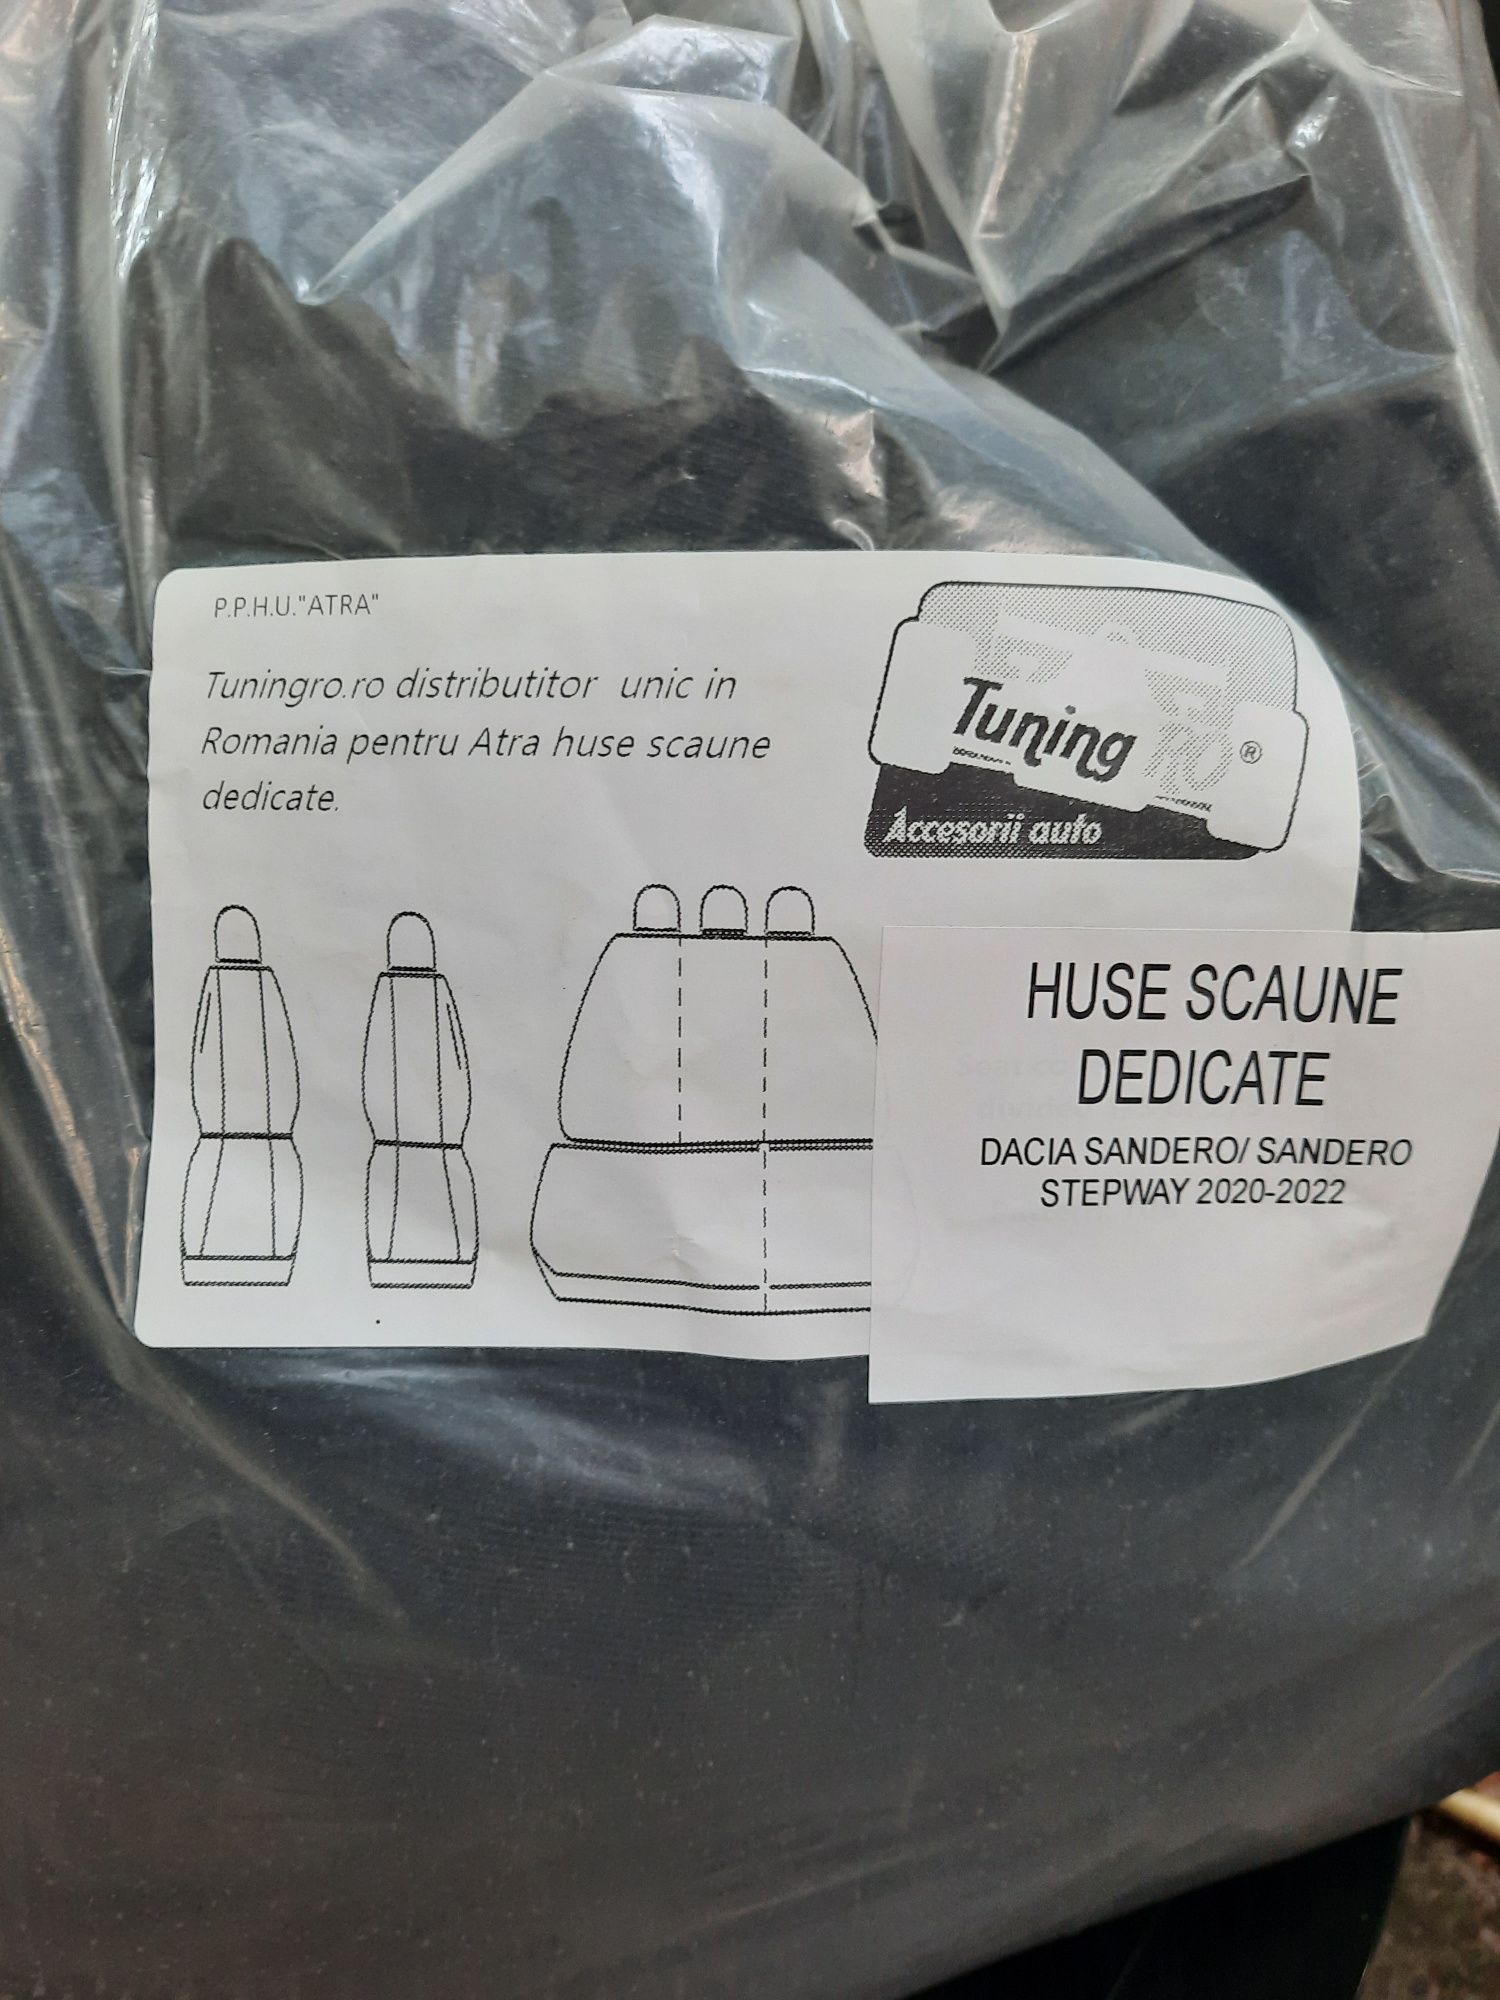 P.P.H.U."ATRA"
Tuningro.ro distributitor unic in
Romania pentru Atra huse scaune
dedicate.
Tuning
RO ®
Accesorii auto
HUSE SCAUNE
DEDICATE
DACIA SANDERO/ SANDERO
STEPWAY 2020-2022